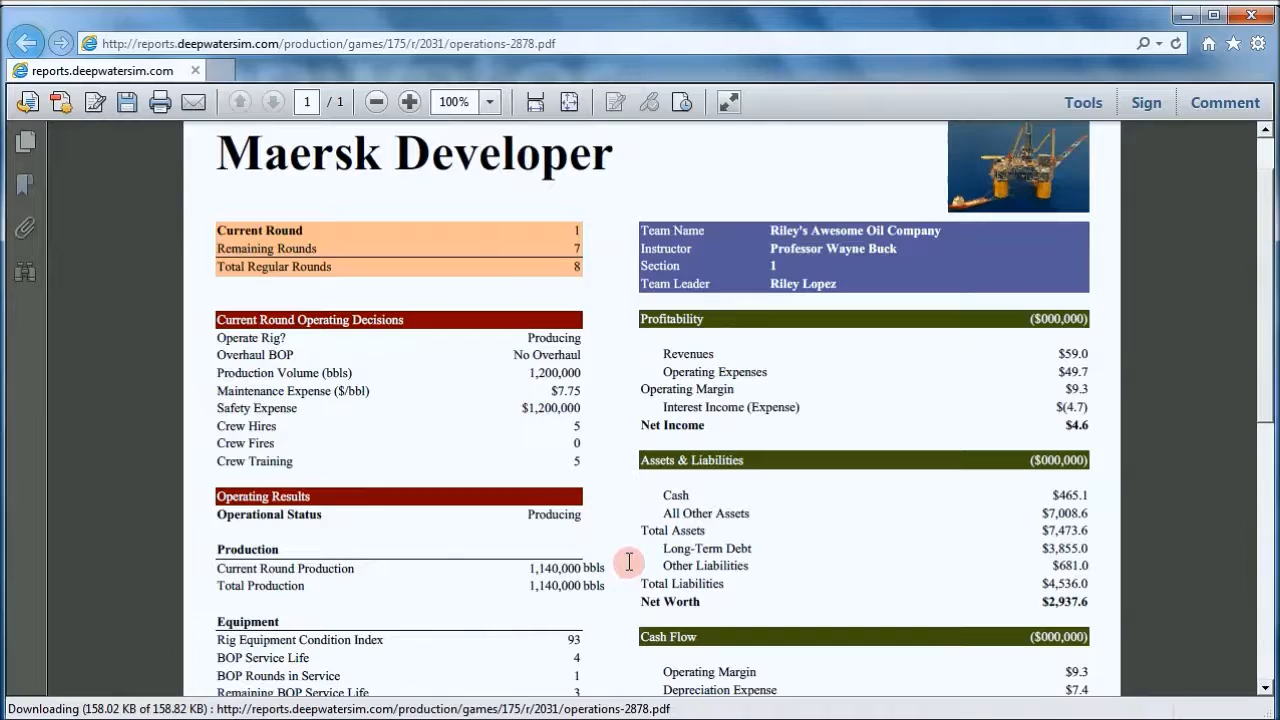 http://reports.deepwatersim.com/production/games/175/r/2031/operations-2878.pdf
reports.deepwatersim.com
1 / 1 100% Tools Sign Comment
Maersk Developer
Current Round 1
Remaining Rounds 7
Total Regular Rounds 8
Team Name Riley's Awesome Oil Company
Instructor Professor Wayne Buck
Section 1
Team Leader Riley Lopez
Current Round Operating Decisions
Operate Rig? Producing
Overhaul BOP No Overhaul
Production Volume (bbls) 1,200,000
Maintenance Expense ($/bbl) $7.75
Safety Expense $1,200,000
Crew Hires 5
Crew Fires 0
Crew Training 5
Operating Results
Operational Status Producing
Production
Current Round Production 1,140,000 bbls
Total Production 1,140,000 bbls
Equipment
Rig Equipment Condition Index 93
BOP Service Life 4
BOP Rounds in Service 1
Remaining BOP Service Life 3
Profitability ($000,000)
Revenues $59.0
Operating Expenses $49.7
Operating Margin $9.3
Interest Income (Expense) $(4.7)
Net Income $4.6
Assets & Liabilities ($000,000)
Cash $465.1
All Other Assets $7,008.6
Total Assets $7,473.6
Long-Term Debt $3,855.0
Other Liabilities $681.0
Total Liabilities $4,536.0
Net Worth $2,937.6
Cash Flow ($000,000)
Operating Margin $9.3
Depreciation Expense $7.4
Downloading (158.02 KB of 158.82 KB) : http://reports.deepwatersim.com/production/games/175/r/2031/operations-2878.pdf